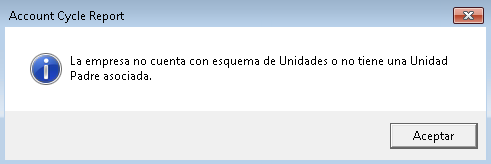 Account Cycle Report
La empresa no cuenta con esquema de Unidades o no tiene una Unidad
Padre asociada.
Aceptar